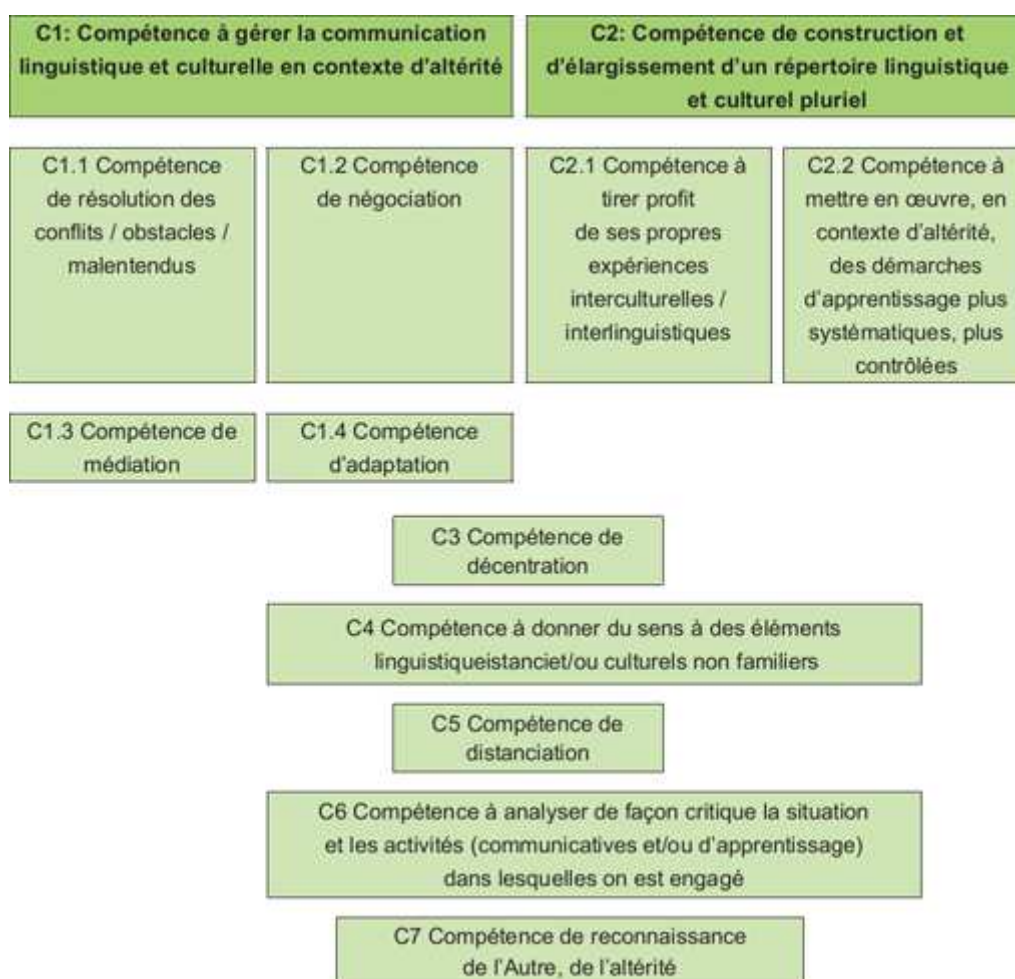 C1: Compétence à gérer la communication
linguistique et culturelle en contexte d'altérité
C2: Compétence de construction et
d'élargissement d'un répertoire linguistique
et culturel pluriel
C1.1 Compétence
de résolution des
conflits / obstacles /
malentendus
C1.2 Compétence
de négociation
C2.1 Compétence à
tirer profit
de ses propres
expériences
interculturelles /
interlinguistiques
C2.2 Compétence à
mettre en œuvre, en
contexte d'altérité,
des démarches
d'apprentissage plus
systématiques, plus
contrôlées
C1.3 Compétence de
médiation
C1.4 Compétence
d'adaptation
C3 Compétence de
décentration
C4 Compétence à donner du sens à des éléments
linguistiqueistanciet/ou culturels non familiers
C5 Compétence de
distanciation
C6 Compétence à analyser de façon critique la situation
et les activités (communicatives et/ou d'apprentissage)
dans lesquelles on est engagé
C7 Compétence de reconnaissance
de l'Autre, de l'altérité